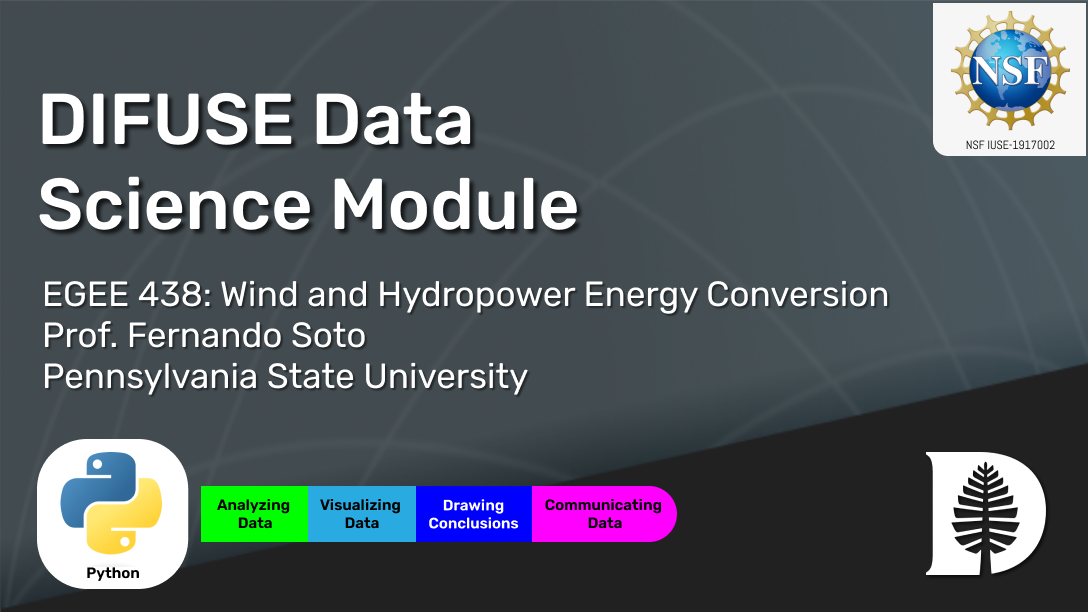 NSF
NSF IUSE-1917002
DIFUSE Data
Science Module
EGEE 438: Wind and Hydropower Energy Conversion
Prof. Fernando Soto
Pennsylvania State University
Python
Analyzing
Data
Visualizing
Data
Drawing
Conclusions
Communicating
Data
D